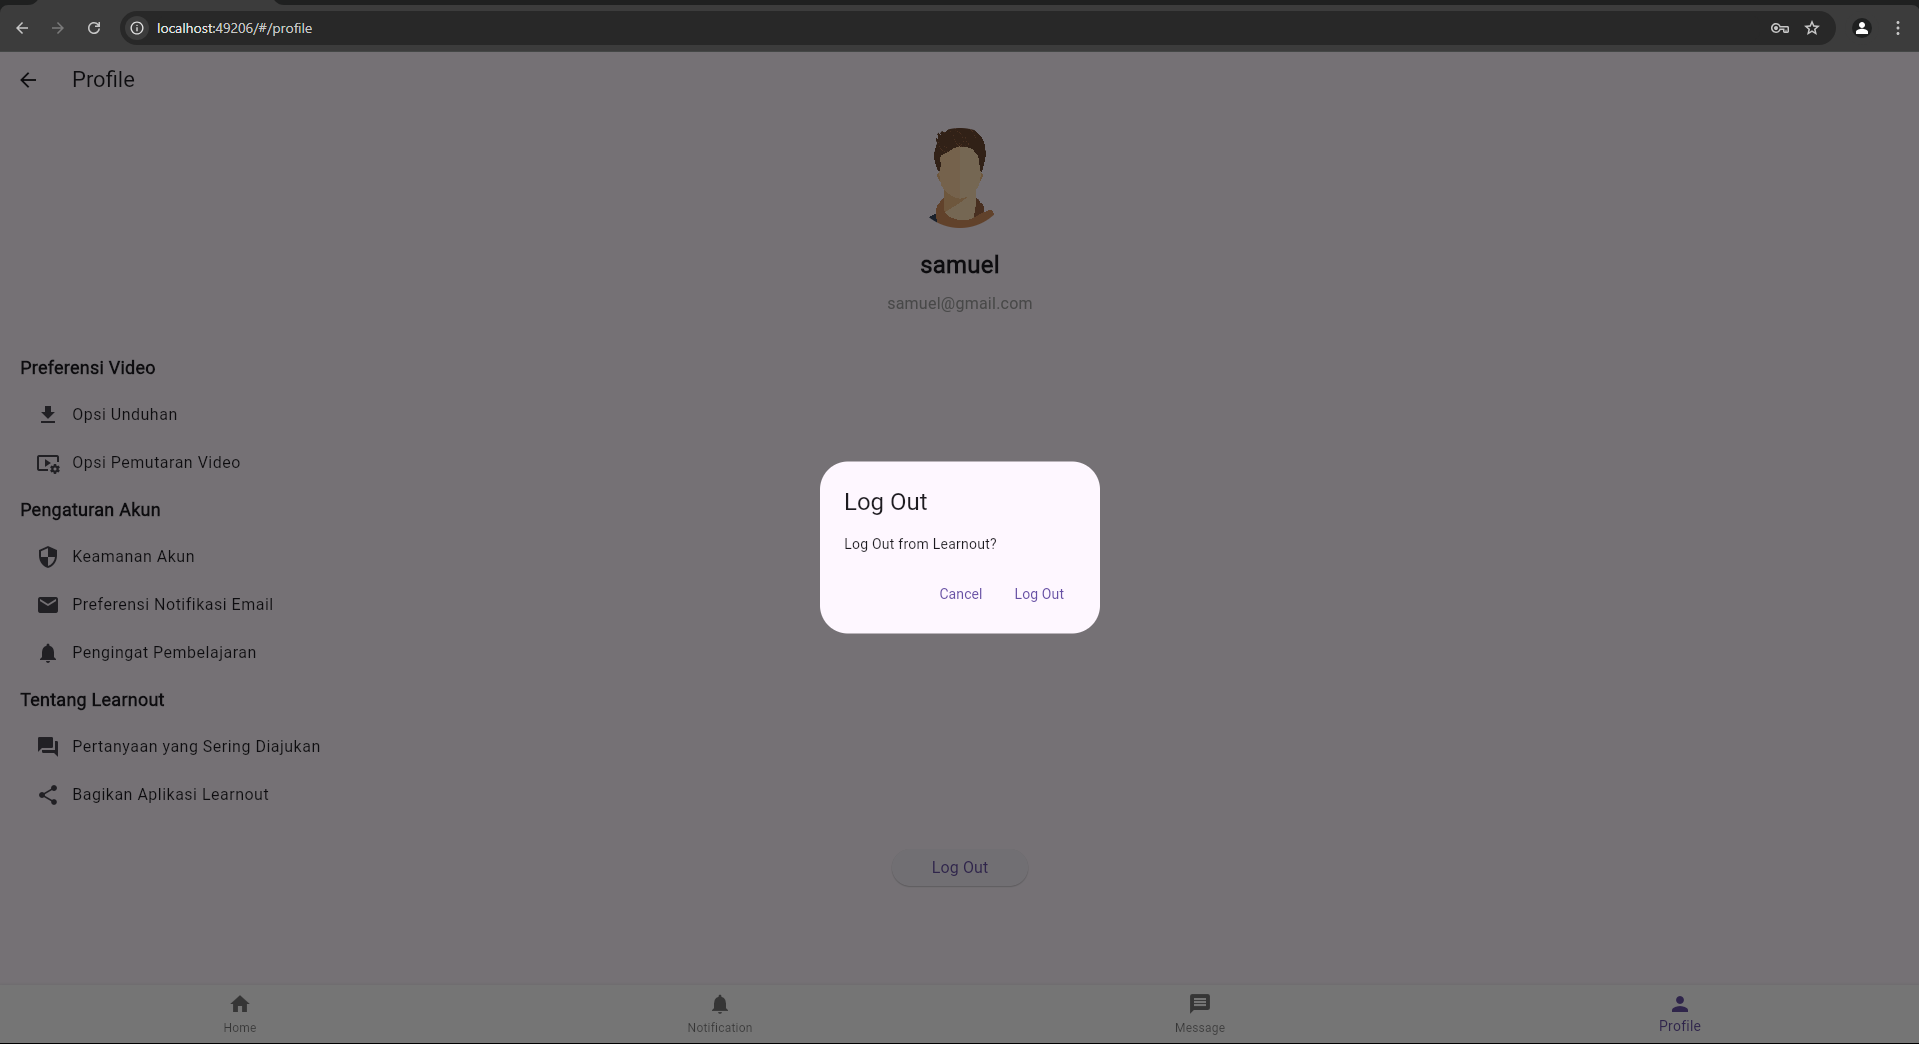 localhost:49206/#/profile
Profile
samuel
samuel@gmail.com
Preferensi Video
Opsi Unduhan
Opsi Pemutaran Video
Pengaturan Akun
Keamanan Akun
Preferensi Notifikasi Email
Pengingat Pembelajaran
Tentang Learnout
Pertanyaan yang Sering Diajukan
Bagikan Aplikasi Learnout
Log Out
Log Out from Learnout?
Cancel Log Out
Log Out
Home Notification Message Profile